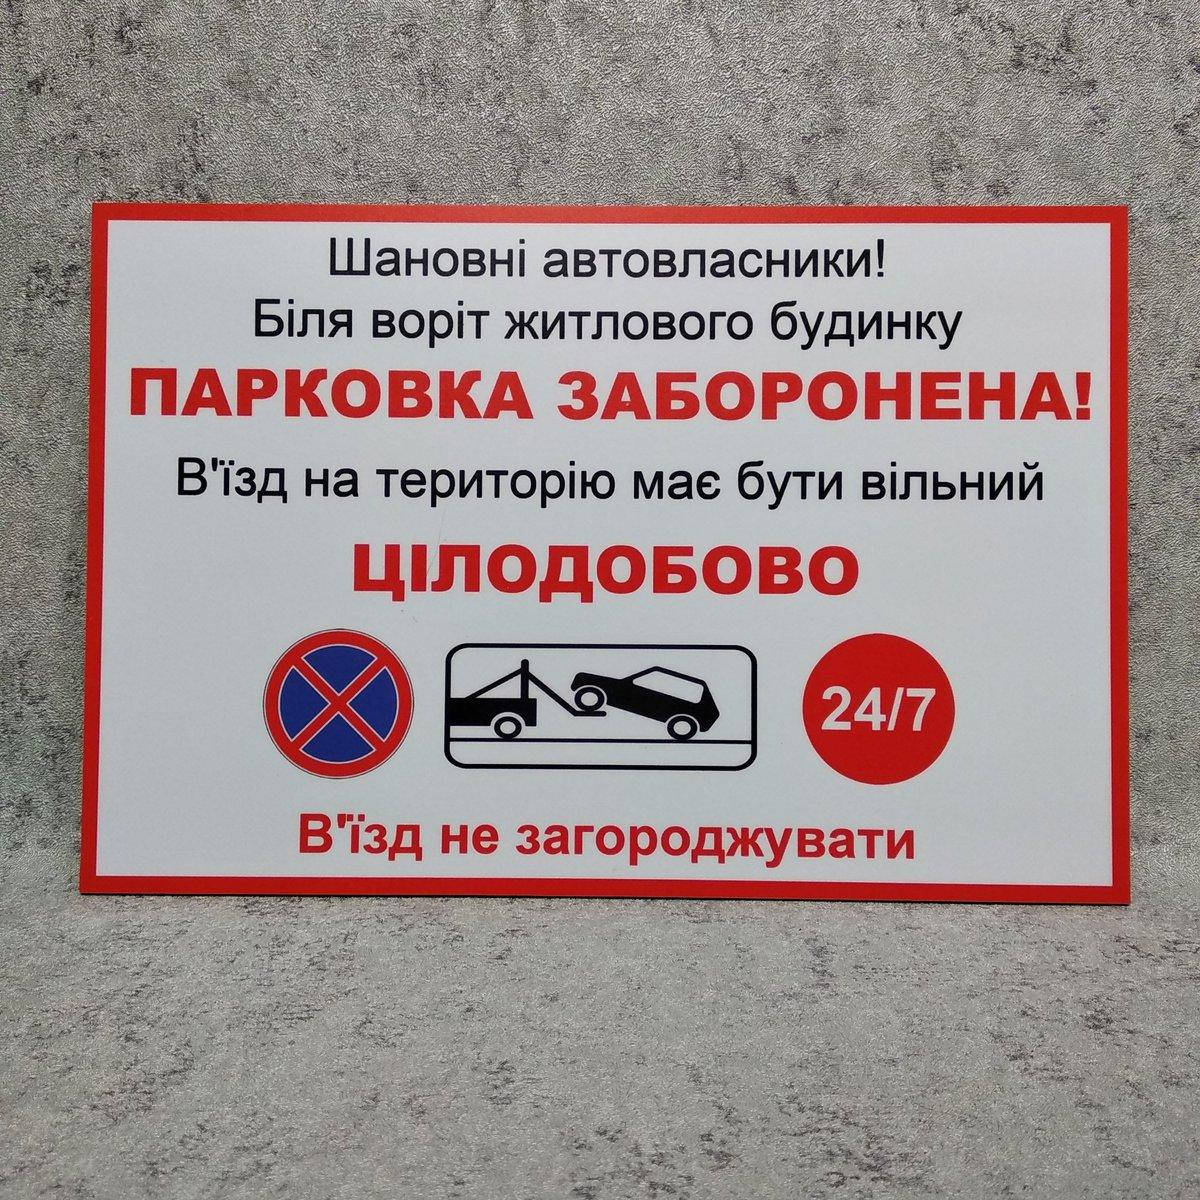 Шановні автовласники!
Біля воріт житлового будинку
ПАРКОВКА ЗАБОРОНЕНА!
В'їзд на територію має бути вільний
ЦІЛОДОБОВО
24/7
В'їзд не загороджувати